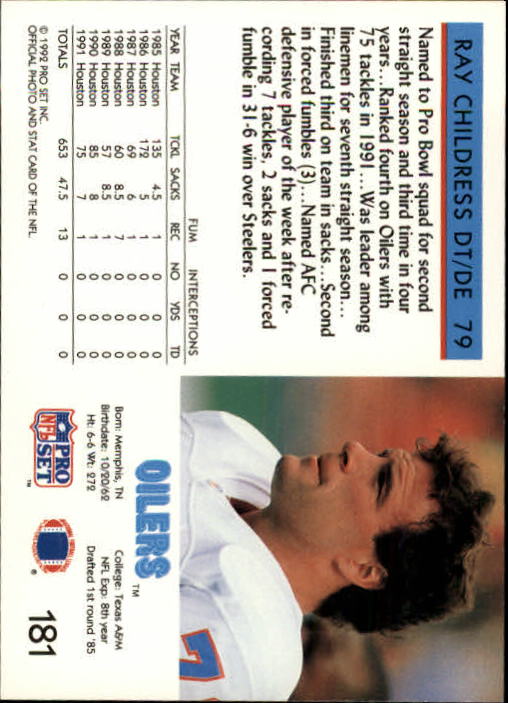 RAY CHILDRESS DT/DE 79
Named to Pro Bowl squad for second
straight season and third time in four
years...Ranked fourth on Oilers with
75 tackles in 1991...Was leader among
linemen for seventh straight season...
Finished third on team in sacks...Second
in forced fumbles (3)...Named AFC
defensive player of the week after re-
cording 7 tackles, 2 sacks and 1 forced
fumble in 31-6 win over Steelers.
FUM INTERCEPTIONS
YEAR TEAM TCKL SACKS REC NO YDS TD
1985 Houston 135 4.5 1 0 0 0
1986 Houston 172 5 1 0 0 0
1987 Houston 69 6 1 0 0 0
1988 Houston 60 8.5 7 0 0 0
1989 Houston 57 8.5 1 0 0 0
1990 Houston 85 8 1 0 0 0
1991 Houston 75 7 1 0 0 0
TOTALS 653 47.5 13 0 0 0
© 1992 PRO SET INC.
OFFICIAL PHOTO AND STAT CARD OF THE NFL.
7
OILERS™
Born: Memphis, TN College: Texas A&M
Birthdate: 10/20/62 NFL Exp: 8th year
Ht: 6-6 Wt: 272 Drafted 1st round '85
PRO
NFL
SET™
®
181